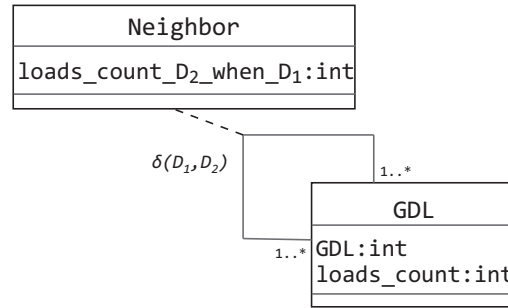 Neighbor
loads_count_D₂_when_D₁:int
δ(D₁,D₂)
1..*
GDL
1..*
GDL:int
loads_count:int